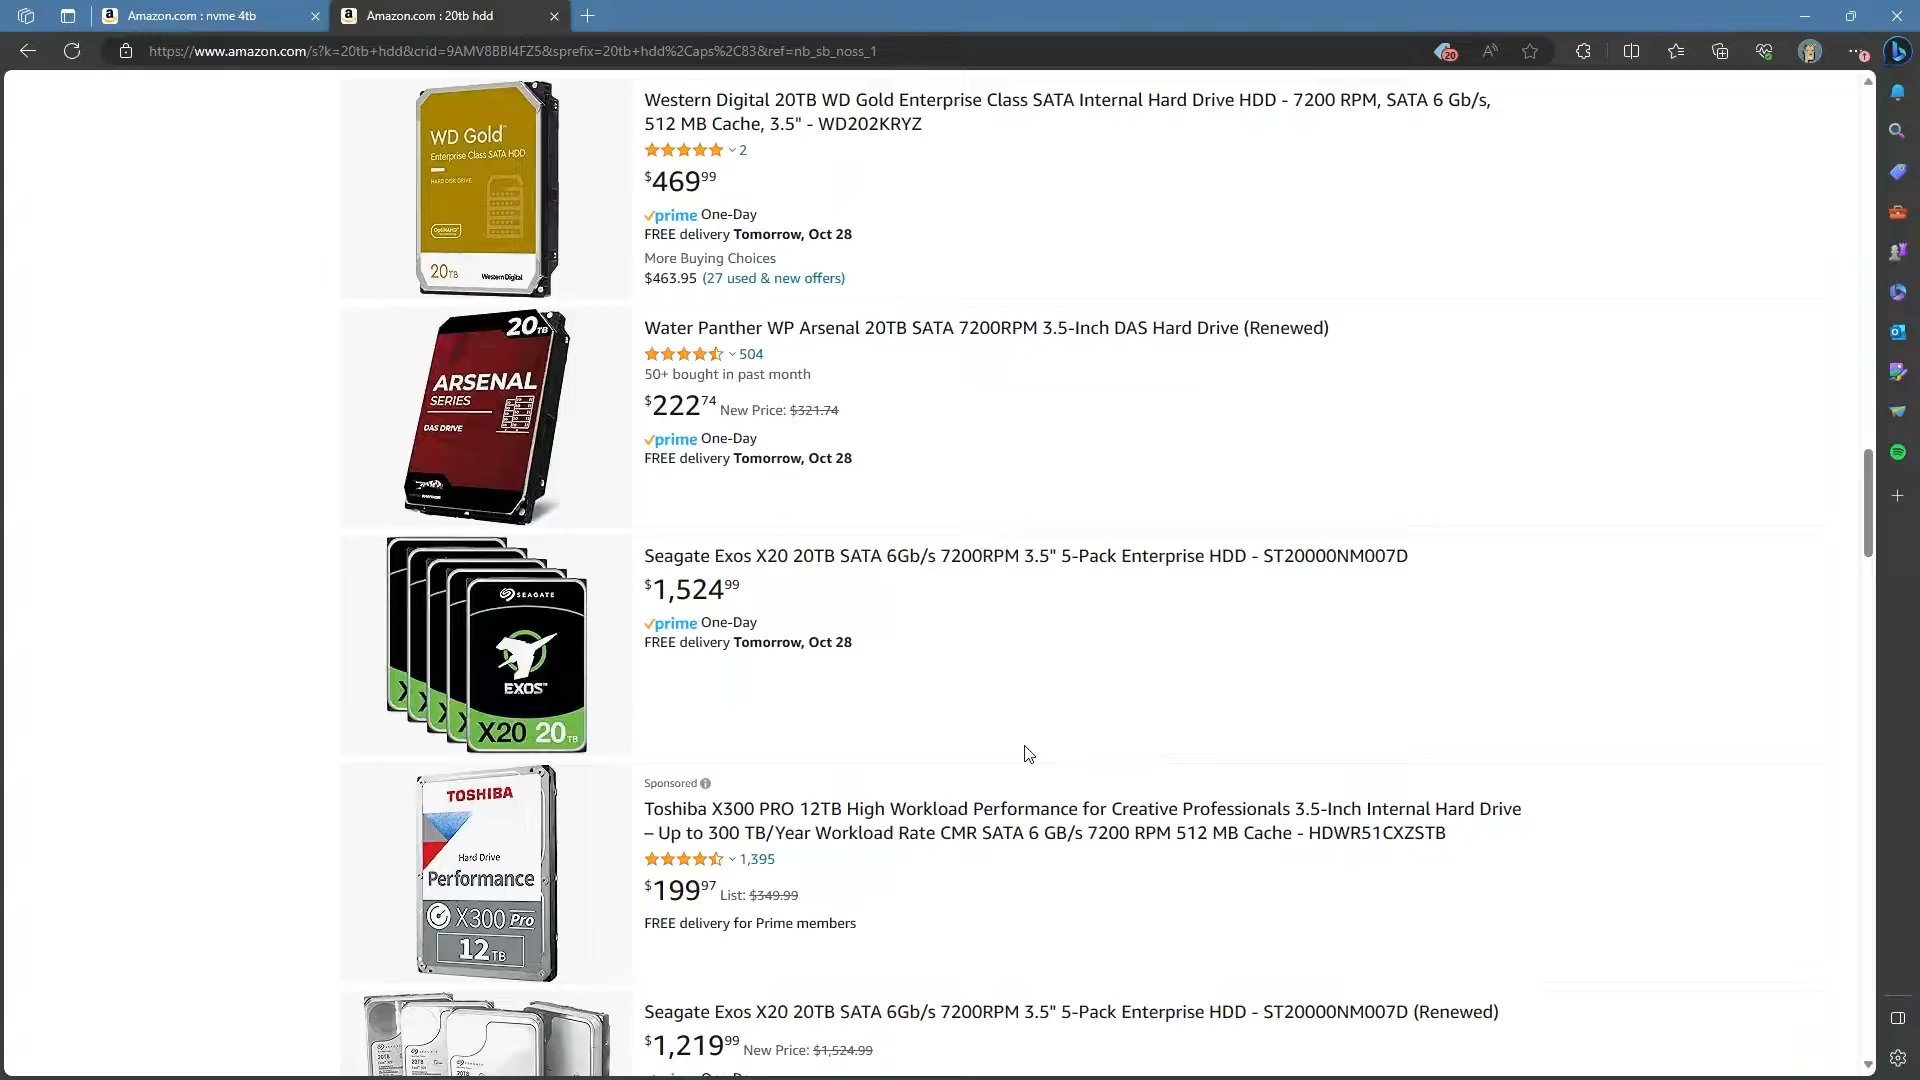 Amazon.com : nvme 4tb
Amazon.com : 20tb hdd
https://www.amazon.com/s?k=20tb+hdd&crid=9AMV8BBI4FZ5&sprefix=20tb+hdd%2Caps%2C83&ref=nb_sb_noss_1
20
WD Gold™
Enterprise Class SATA HDD
HARD DISK DRIVE
OptiNAND
20TB
Western Digital
Western Digital 20TB WD Gold Enterprise Class SATA Internal Hard Drive HDD - 7200 RPM, SATA 6 Gb/s,
512 MB Cache, 3.5" - WD202KRYZ
2
$469.99
prime One-Day
FREE delivery Tomorrow, Oct 28
More Buying Choices
$463.95 (27 used & new offers)
20TB
ARSENAL
SERIES
DAS DRIVE
Water Panther WP Arsenal 20TB SATA 7200RPM 3.5-Inch DAS Hard Drive (Renewed)
504
50+ bought in past month
$222.74 New Price: $321.74
prime One-Day
FREE delivery Tomorrow, Oct 28
SEAGATE
EXOS™
X20 20TB
Seagate Exos X20 20TB SATA 6Gb/s 7200RPM 3.5" 5-Pack Enterprise HDD - ST20000NM007D
$1,524.99
prime One-Day
FREE delivery Tomorrow, Oct 28
TOSHIBA
Hard Drive
Performance
X300 Pro
12TB
Sponsored
Toshiba X300 PRO 12TB High Workload Performance for Creative Professionals 3.5-Inch Internal Hard Drive
– Up to 300 TB/Year Workload Rate CMR SATA 6 GB/s 7200 RPM 512 MB Cache - HDWR51CXZSTB
1,395
$199.97 List: $349.99
FREE delivery for Prime members
Seagate Exos X20 20TB SATA 6Gb/s 7200RPM 3.5" 5-Pack Enterprise HDD - ST20000NM007D (Renewed)
$1,219.99 New Price: $1,524.99